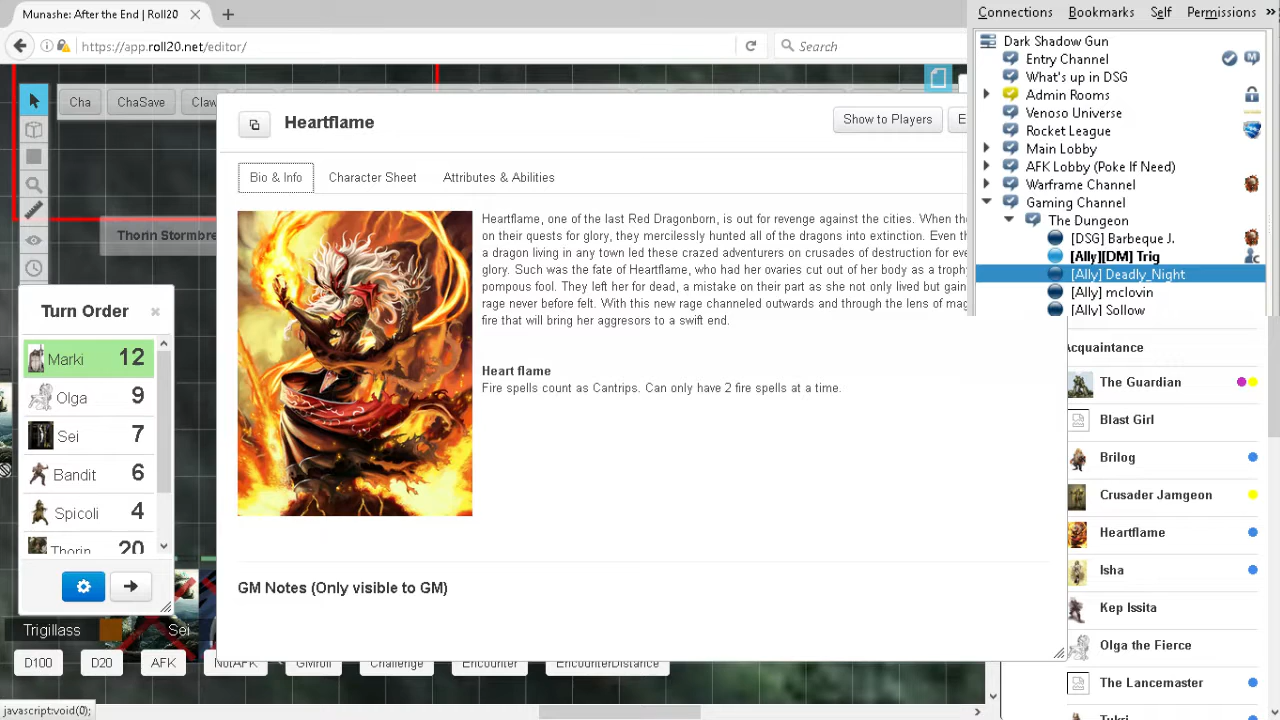 Munashe: After the End | Roll20
https://app.roll20.net/editor/
Search
Cha
ChaSave
Thorin Stormbre
Turn Order
Marki 12
Olga 9
Sei 7
Bandit 6
Spicoli 4
Thorin 20
Trigillass
Sei
D100
D20
AFK
NotAFK
GMroll
Challenge
Encounter
EncounterDistance
javascript:void(0);
Heartflame
Show to Players
Bio & Info
Character Sheet
Attributes & Abilities
Heartflame, one of the last Red Dragonborn, is out for revenge against the cities. When the
on their quests for glory, they mercilessly hunted all of the dragons into extinction. Even
a dragon living in any town led these crazed adventurers on crusades of destruction for
glory. Such was the fate of Heartflame, who had her ovaries cut out of her body as a
pompous fool. They left her for dead, a mistake on their part as she not only lived but
rage never before felt. With this new rage channeled outwards and through the lens of
fire that will bring her aggresors to a swift end.
Heart flame
Fire spells count as Cantrips. Can only have 2 fire spells at a time.
GM Notes (Only visible to GM)
Connections Bookmarks Self Permissions »
Dark Shadow Gun
Entry Channel
What's up in DSG
Admin Rooms
Venoso Universe
Rocket League
Main Lobby
AFK Lobby (Poke If Need)
Warframe Channel
Gaming Channel
The Dungeon
[DSG] Barbeque J.
[Ally][DM] Trig
[Ally] Deadly_Night
[Ally] mclovin
[Ally] Sollow
Acquaintance
The Guardian
Blast Girl
Brilog
Crusader Jamgeon
Heartflame
Isha
Kep Issita
Olga the Fierce
The Lancemaster